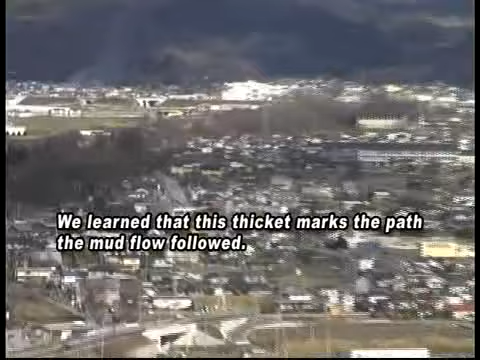 We learned that this thicket marks the path
the mud flow followed.